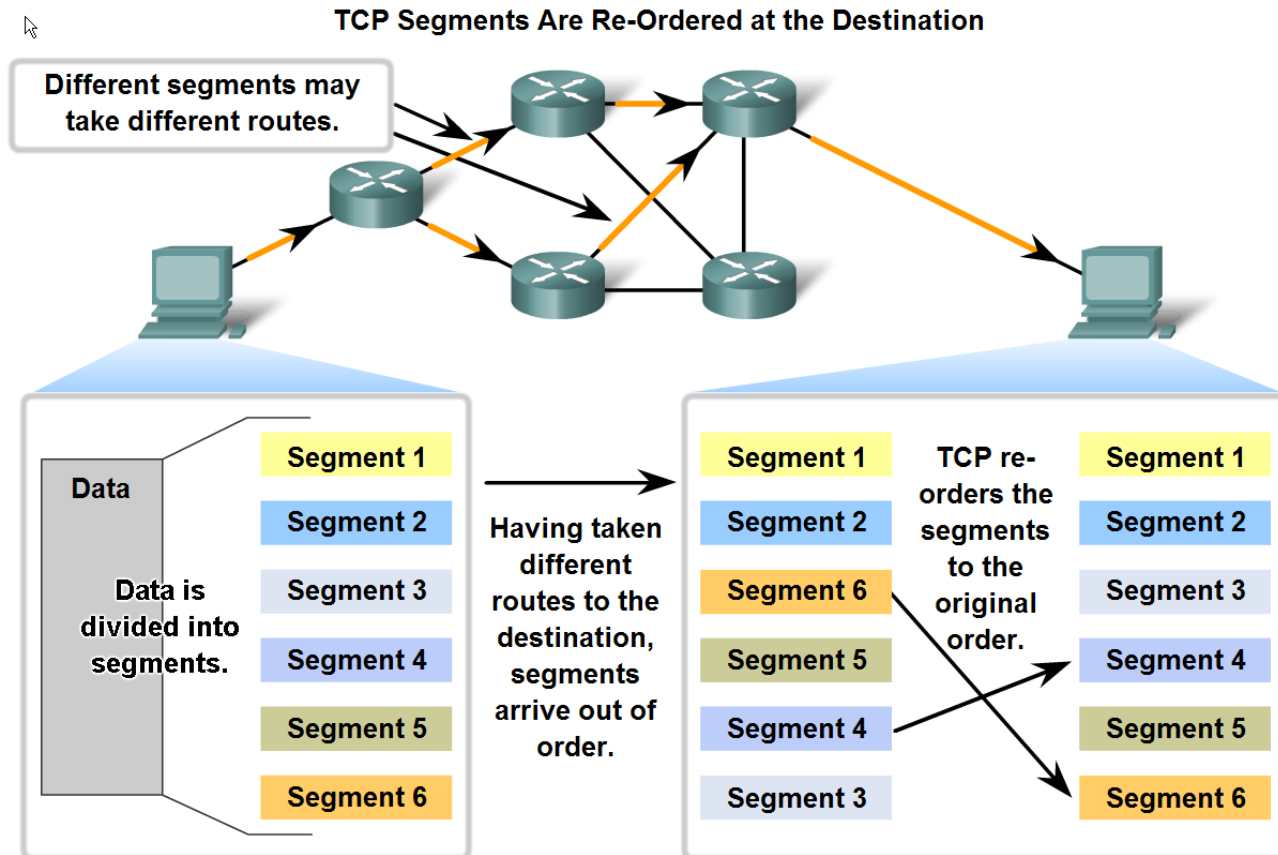 TCP Segments Are Re-Ordered at the Destination
Different segments may
take different routes.
Data
Data is
divided into
segments.
Segment 1
Segment 2
Segment 3
Segment 4
Segment 5
Segment 6
Having taken
different
routes to the
destination,
segments
arrive out of
order.
Segment 1
Segment 2
Segment 6
Segment 5
Segment 4
Segment 3
TCP re-
orders the
segments
to the
original
order.
Segment 1
Segment 2
Segment 3
Segment 4
Segment 5
Segment 6